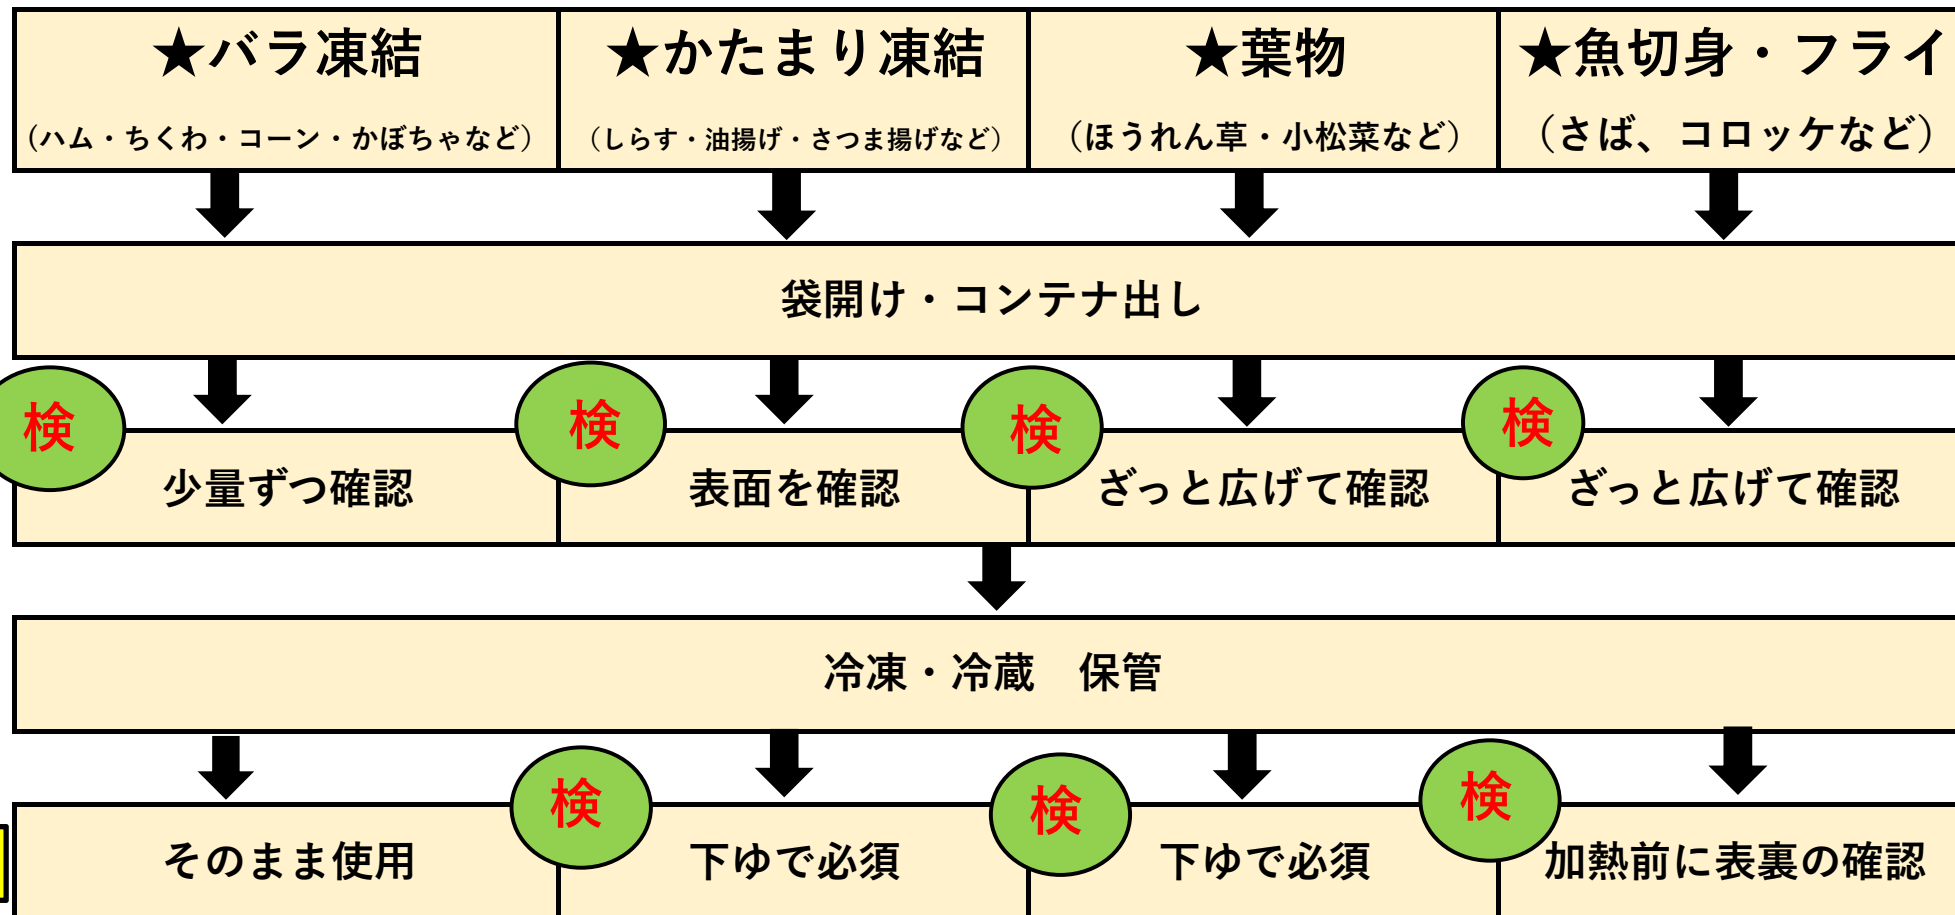 ★バラ凍結
（ハム・ちくわ・コーン・かぼちゃなど）
★かたまり凍結
（しらす・油揚げ・さつま揚げなど）
★葉物
（ほうれん草・小松菜など）
★魚切身・フライ
（さば、コロッケなど）
袋開け・コンテナ出し
検
少量ずつ確認
検
表面を確認
検
ざっと広げて確認
検
ざっと広げて確認
冷凍・冷蔵　保管
そのまま使用
検
下ゆで必須
検
下ゆで必須
検
加熱前に表裏の確認